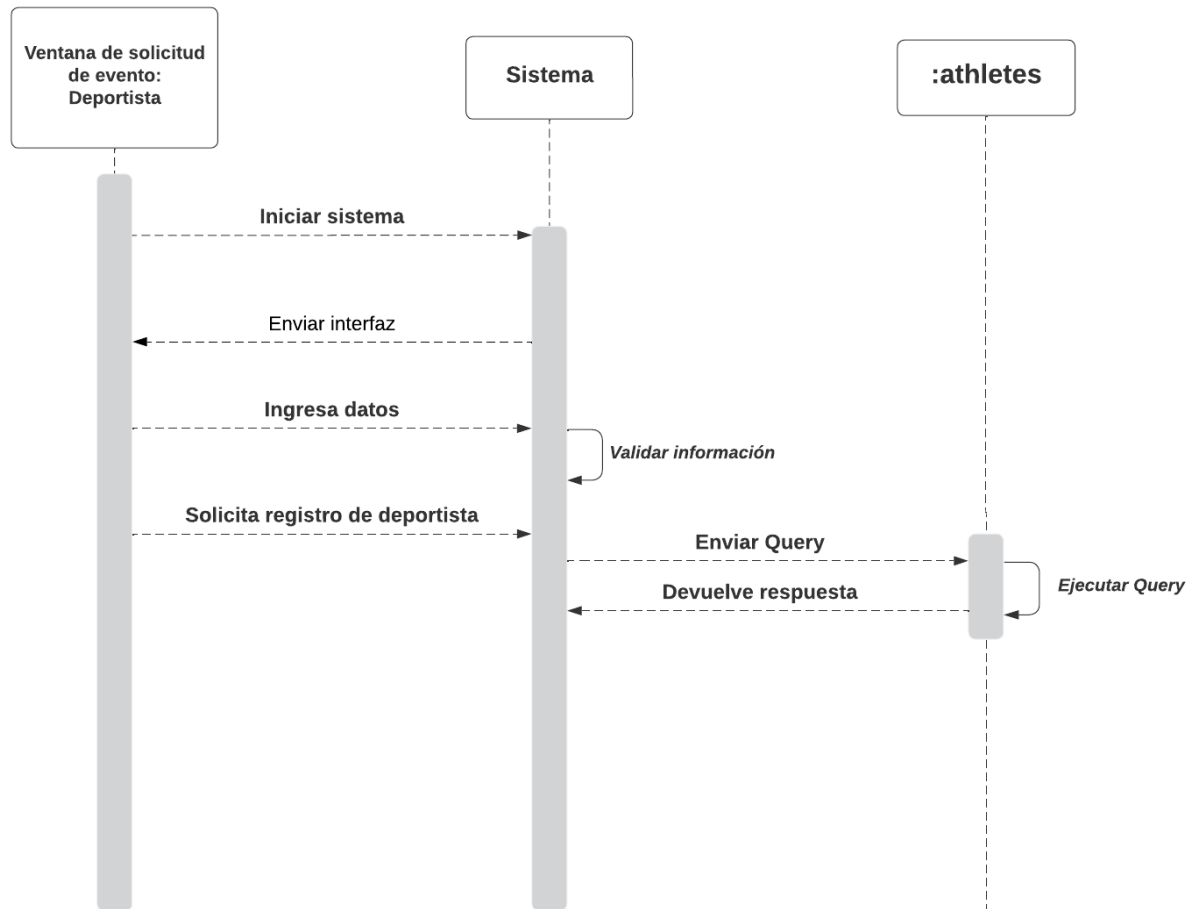 Ventana de solicitud
de evento:
Deportista
Sistema
:athletes
Iniciar sistema
Enviar interfaz
Ingresa datos
Validar información
Solicita registro de deportista
Enviar Query
Ejecutar Query
Devuelve respuesta